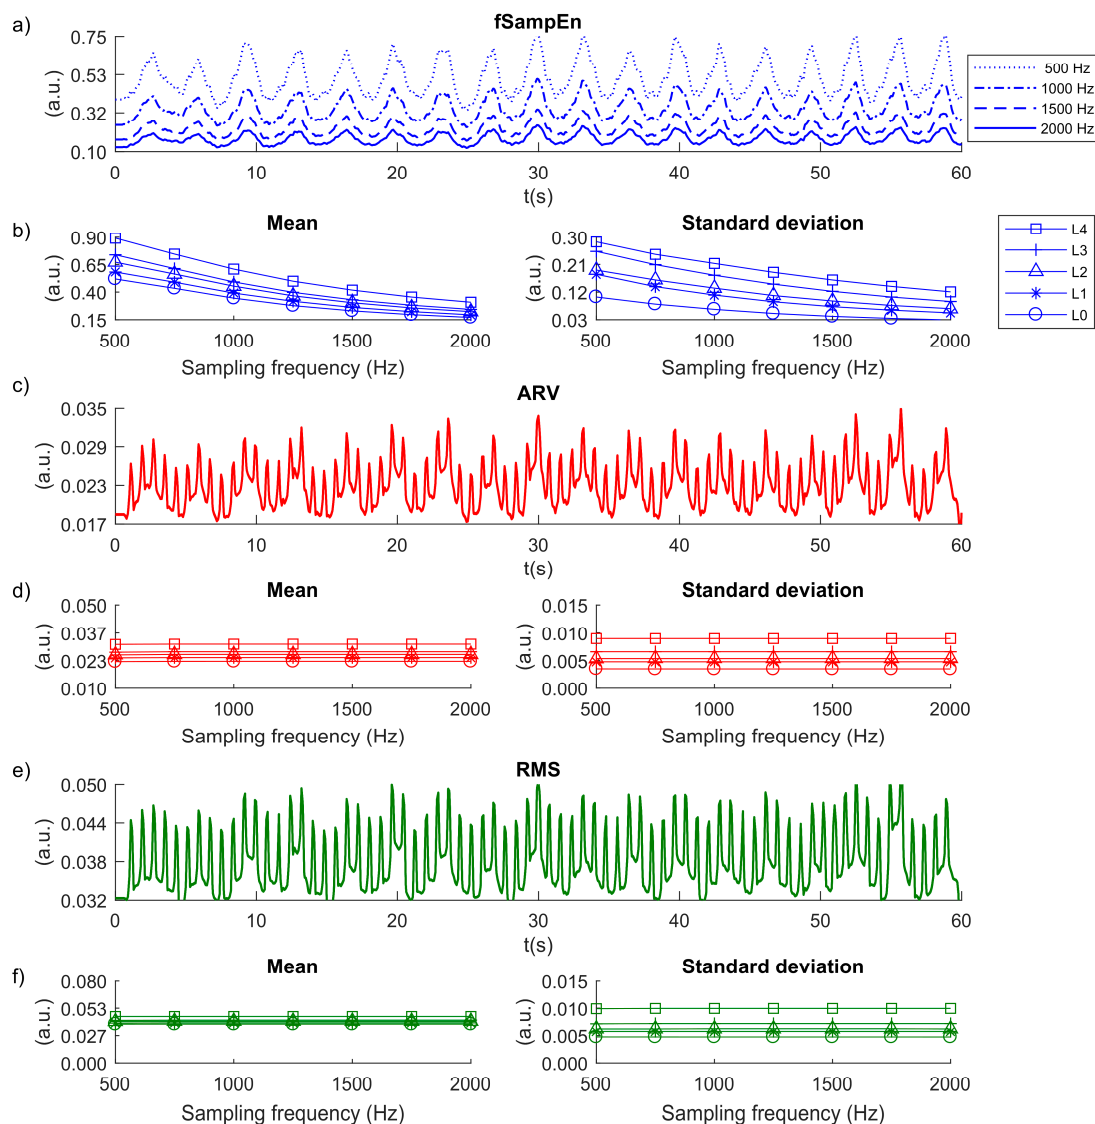 a)
fSampEn
(a.u.)
0.75
0.53
0.32
0.10
0 10 20 30 40 50 60
t(s)
500 Hz
1000 Hz
1500 Hz
2000 Hz
b)
Mean
(a.u.)
0.90
0.65
0.40
0.15
500 1000 1500 2000
Sampling frequency (Hz)
Standard deviation
(a.u.)
0.30
0.21
0.12
0.03
500 1000 1500 2000
Sampling frequency (Hz)
L4
L3
L2
L1
L0
c)
ARV
(a.u.)
0.035
0.029
0.023
0.017
0 10 20 30 40 50 60
t(s)
d)
Mean
(a.u.)
0.050
0.037
0.023
0.010
500 1000 1500 2000
Sampling frequency (Hz)
Standard deviation
(a.u.)
0.015
0.010
0.005
0.000
500 1000 1500 2000
Sampling frequency (Hz)
e)
RMS
(a.u.)
0.050
0.044
0.038
0.032
0 10 20 30 40 50 60
t(s)
f)
Mean
(a.u.)
0.080
0.053
0.027
0.000
500 1000 1500 2000
Sampling frequency (Hz)
Standard deviation
(a.u.)
0.015
0.010
0.005
0.000
500 1000 1500 2000
Sampling frequency (Hz)